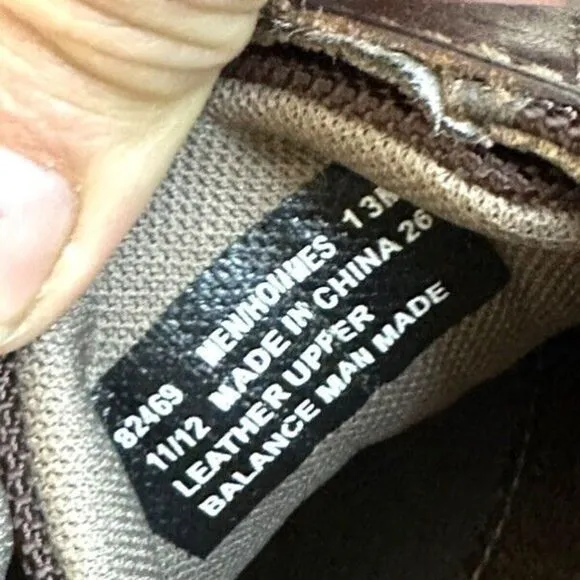 82469 MEN/HOMMES 13M
11/12 MADE IN CHINA 26
LEATHER UPPER
BALANCE MAN MADE